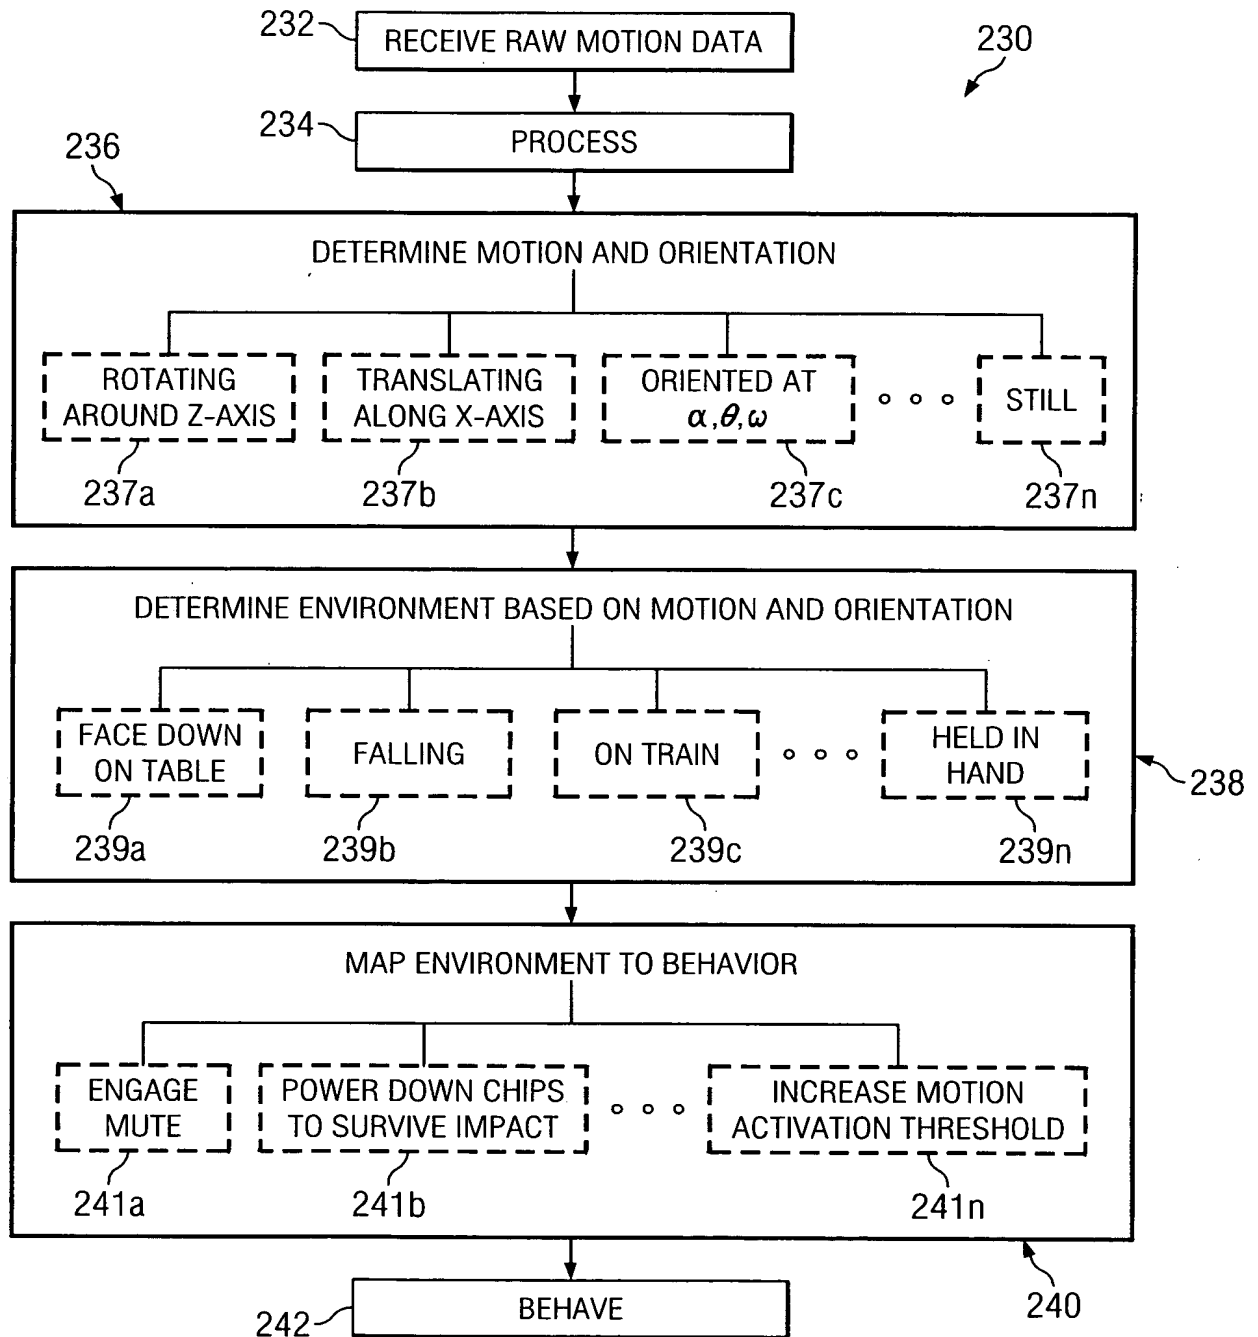 232
RECEIVE RAW MOTION DATA
230
234
PROCESS
236
DETERMINE MOTION AND ORIENTATION
ROTATING
AROUND Z-AXIS
TRANSLATING
ALONG X-AXIS
ORIENTED AT
α,θ,ω
STILL
237a
237b
237c
237n
DETERMINE ENVIRONMENT BASED ON MOTION AND ORIENTATION
FACE DOWN
ON TABLE
FALLING
ON TRAIN
HELD IN
HAND
238
239a
239b
239c
239n
MAP ENVIRONMENT TO BEHAVIOR
ENGAGE
MUTE
POWER DOWN CHIPS
TO SURVIVE IMPACT
INCREASE MOTION
ACTIVATION THRESHOLD
241a
241b
241n
240
242
BEHAVE